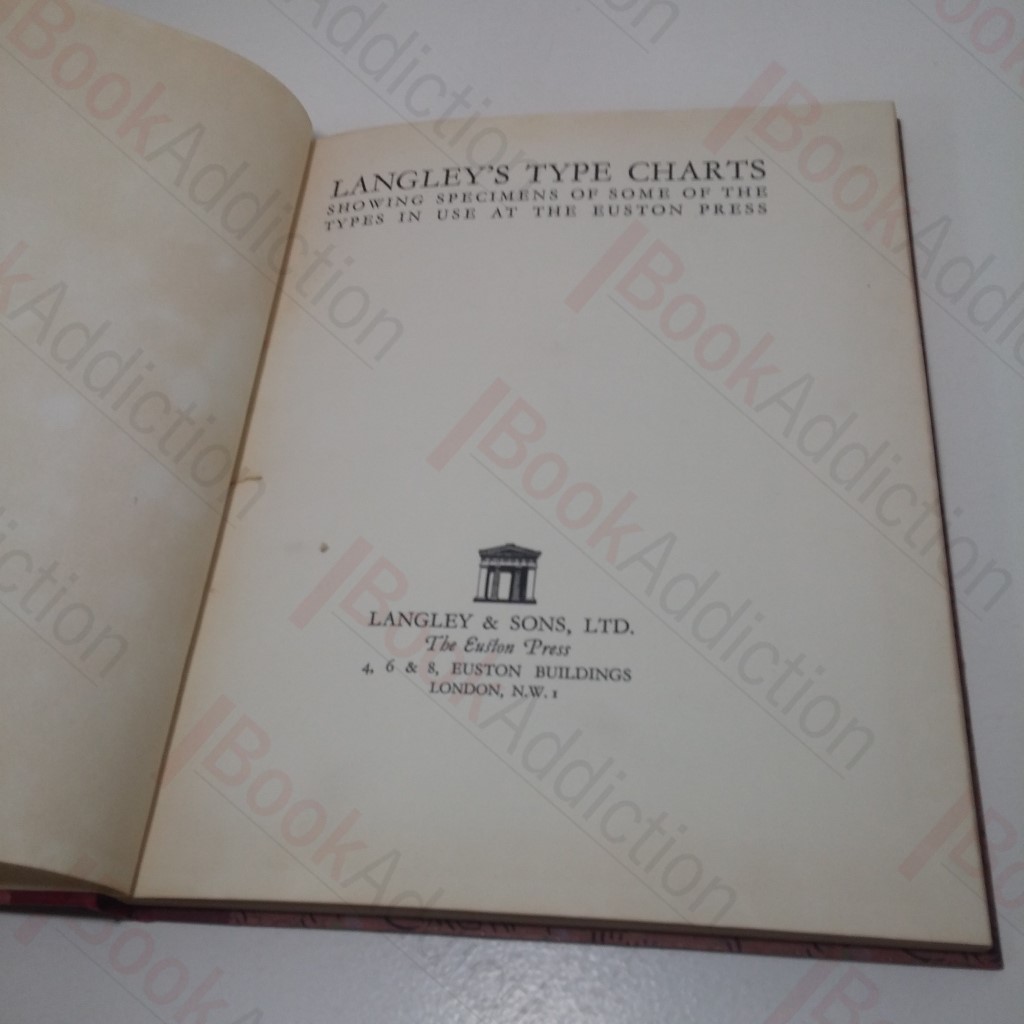 LANGLEY'S TYPE CHARTS
SHOWING SPECIMENS OF SOME OF THE
TYPES IN USE AT THE EUSTON PRESS
LANGLEY & SONS, LTD.
The Euston Press
4, 6 & 8, EUSTON BUILDINGS
LONDON, N.W. 1
BookAddiction